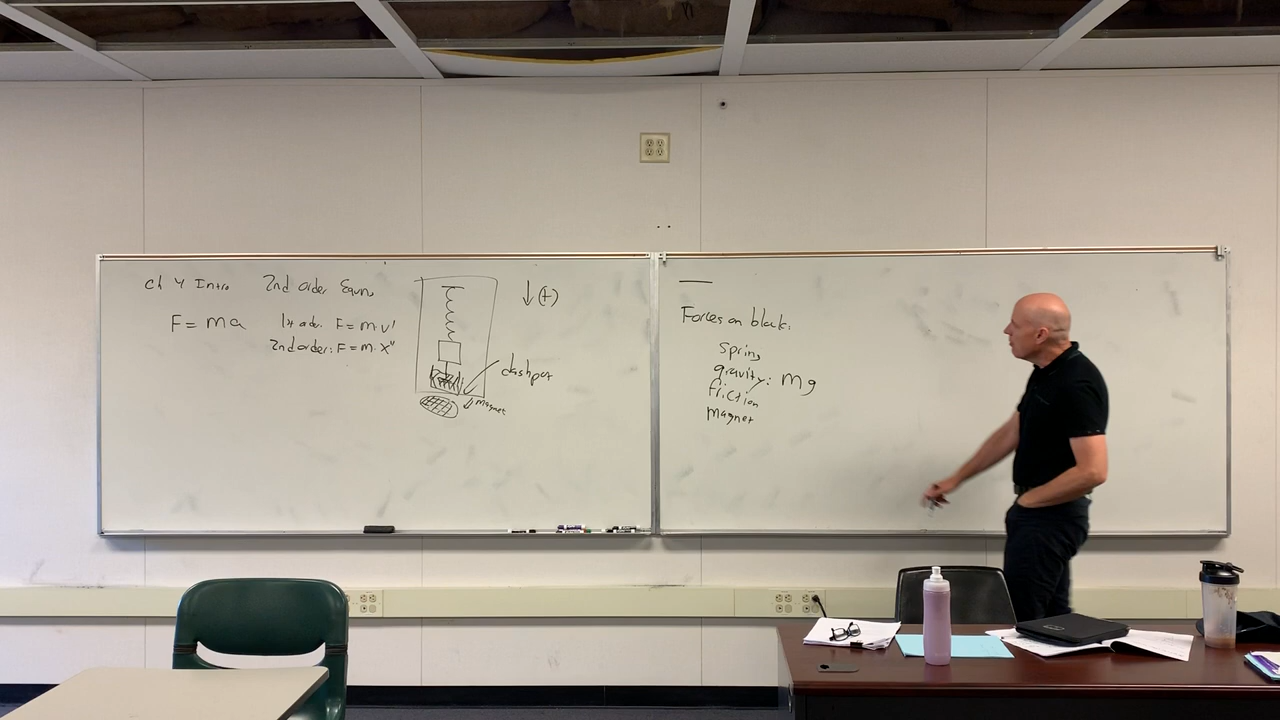 Ch 4 Intro 2nd order Eqwn,
F = ma
1st order: F = m·v'
2nd order: F = m·x"
↓(+)
dashpot
↓ magnet
Forces on block:
spring
gravity: mg
friction
magnet